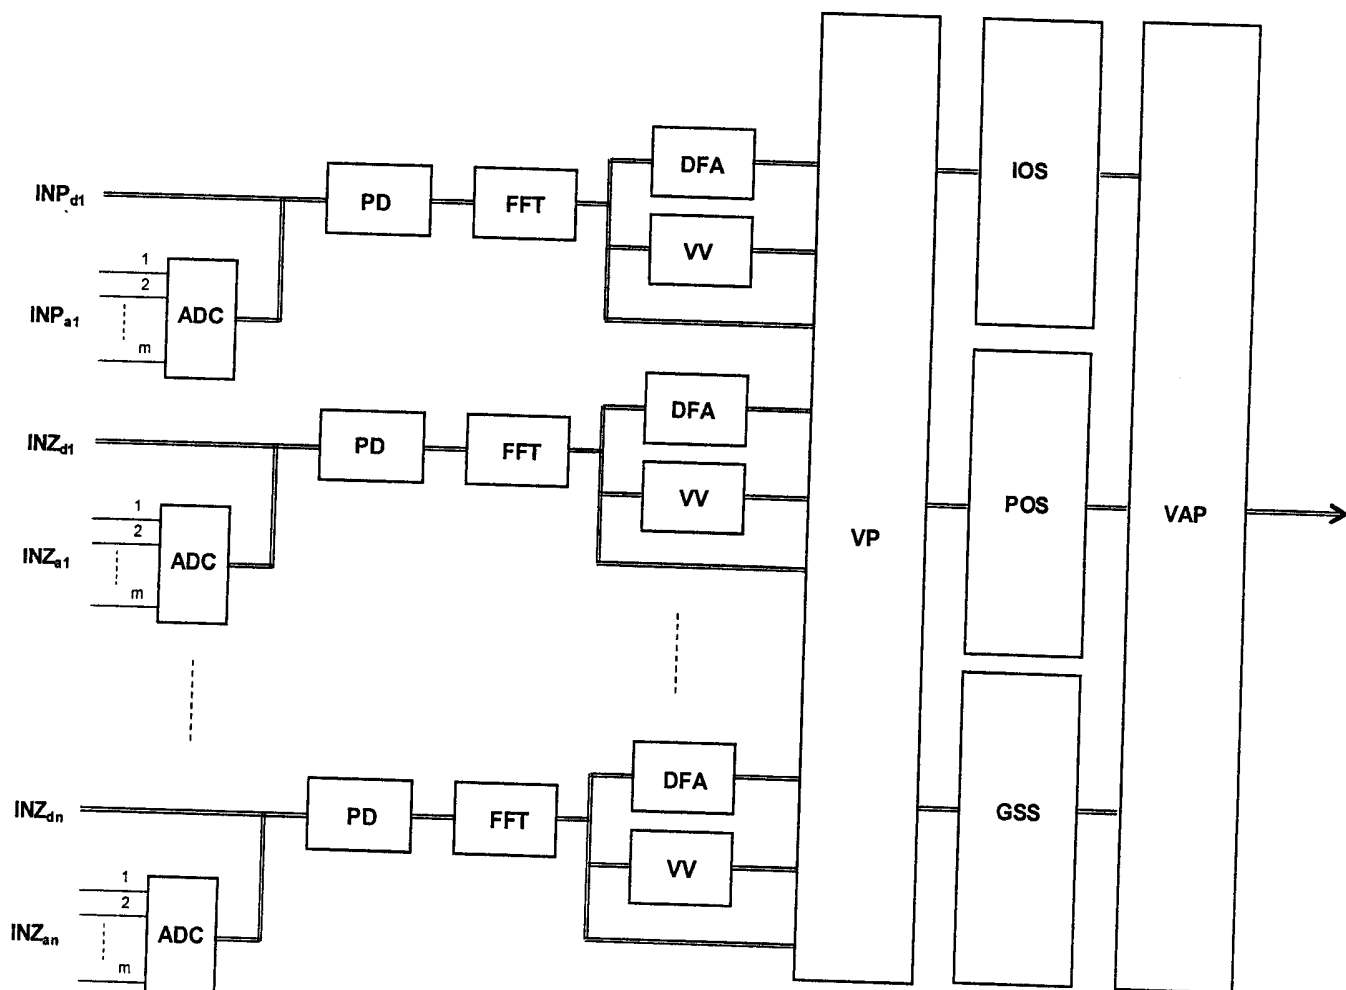 INPd1
PD
FFT
DFA
VV
1
2
m
INPa1
ADC
INZd1
PD
FFT
DFA
VV
1
2
m
INZa1
ADC
INZdn
PD
FFT
DFA
VV
1
2
m
INZan
ADC
VP
IOS
POS
GSS
VAP